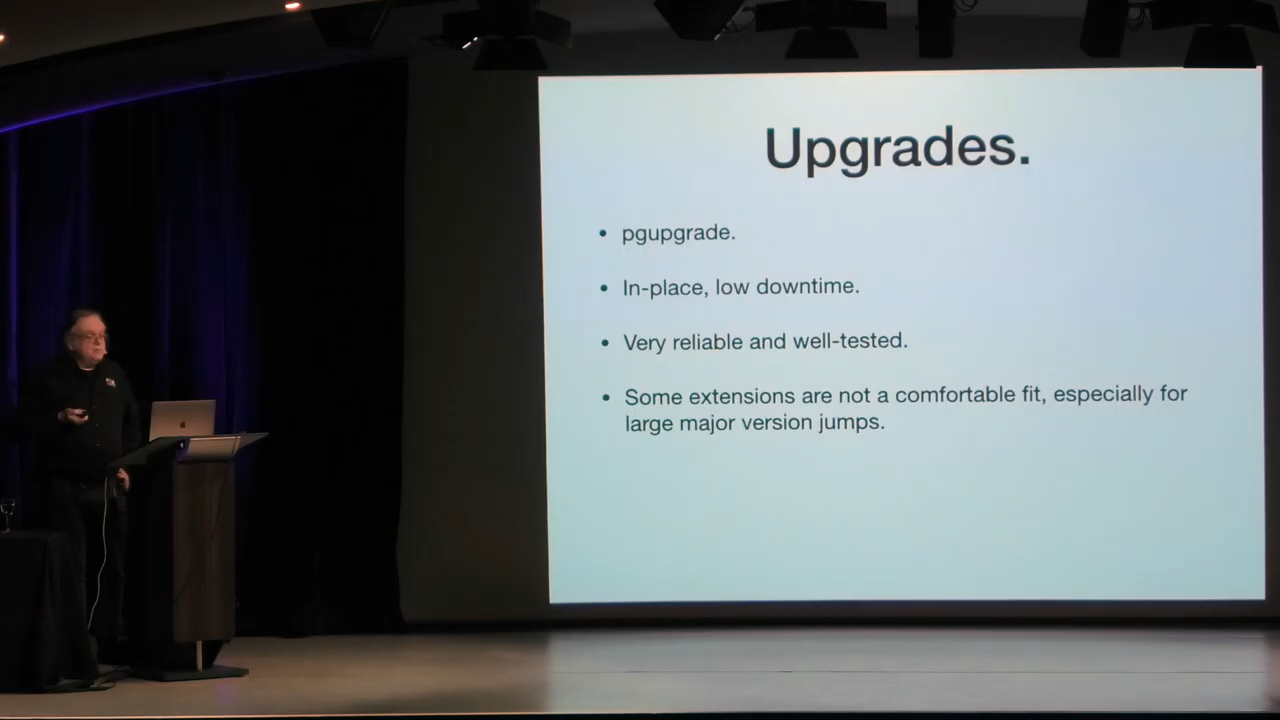 Upgrades.
• pgupgrade.
• In-place, low downtime.
• Very reliable and well-tested.
• Some extensions are not a comfortable fit, especially for
large major version jumps.